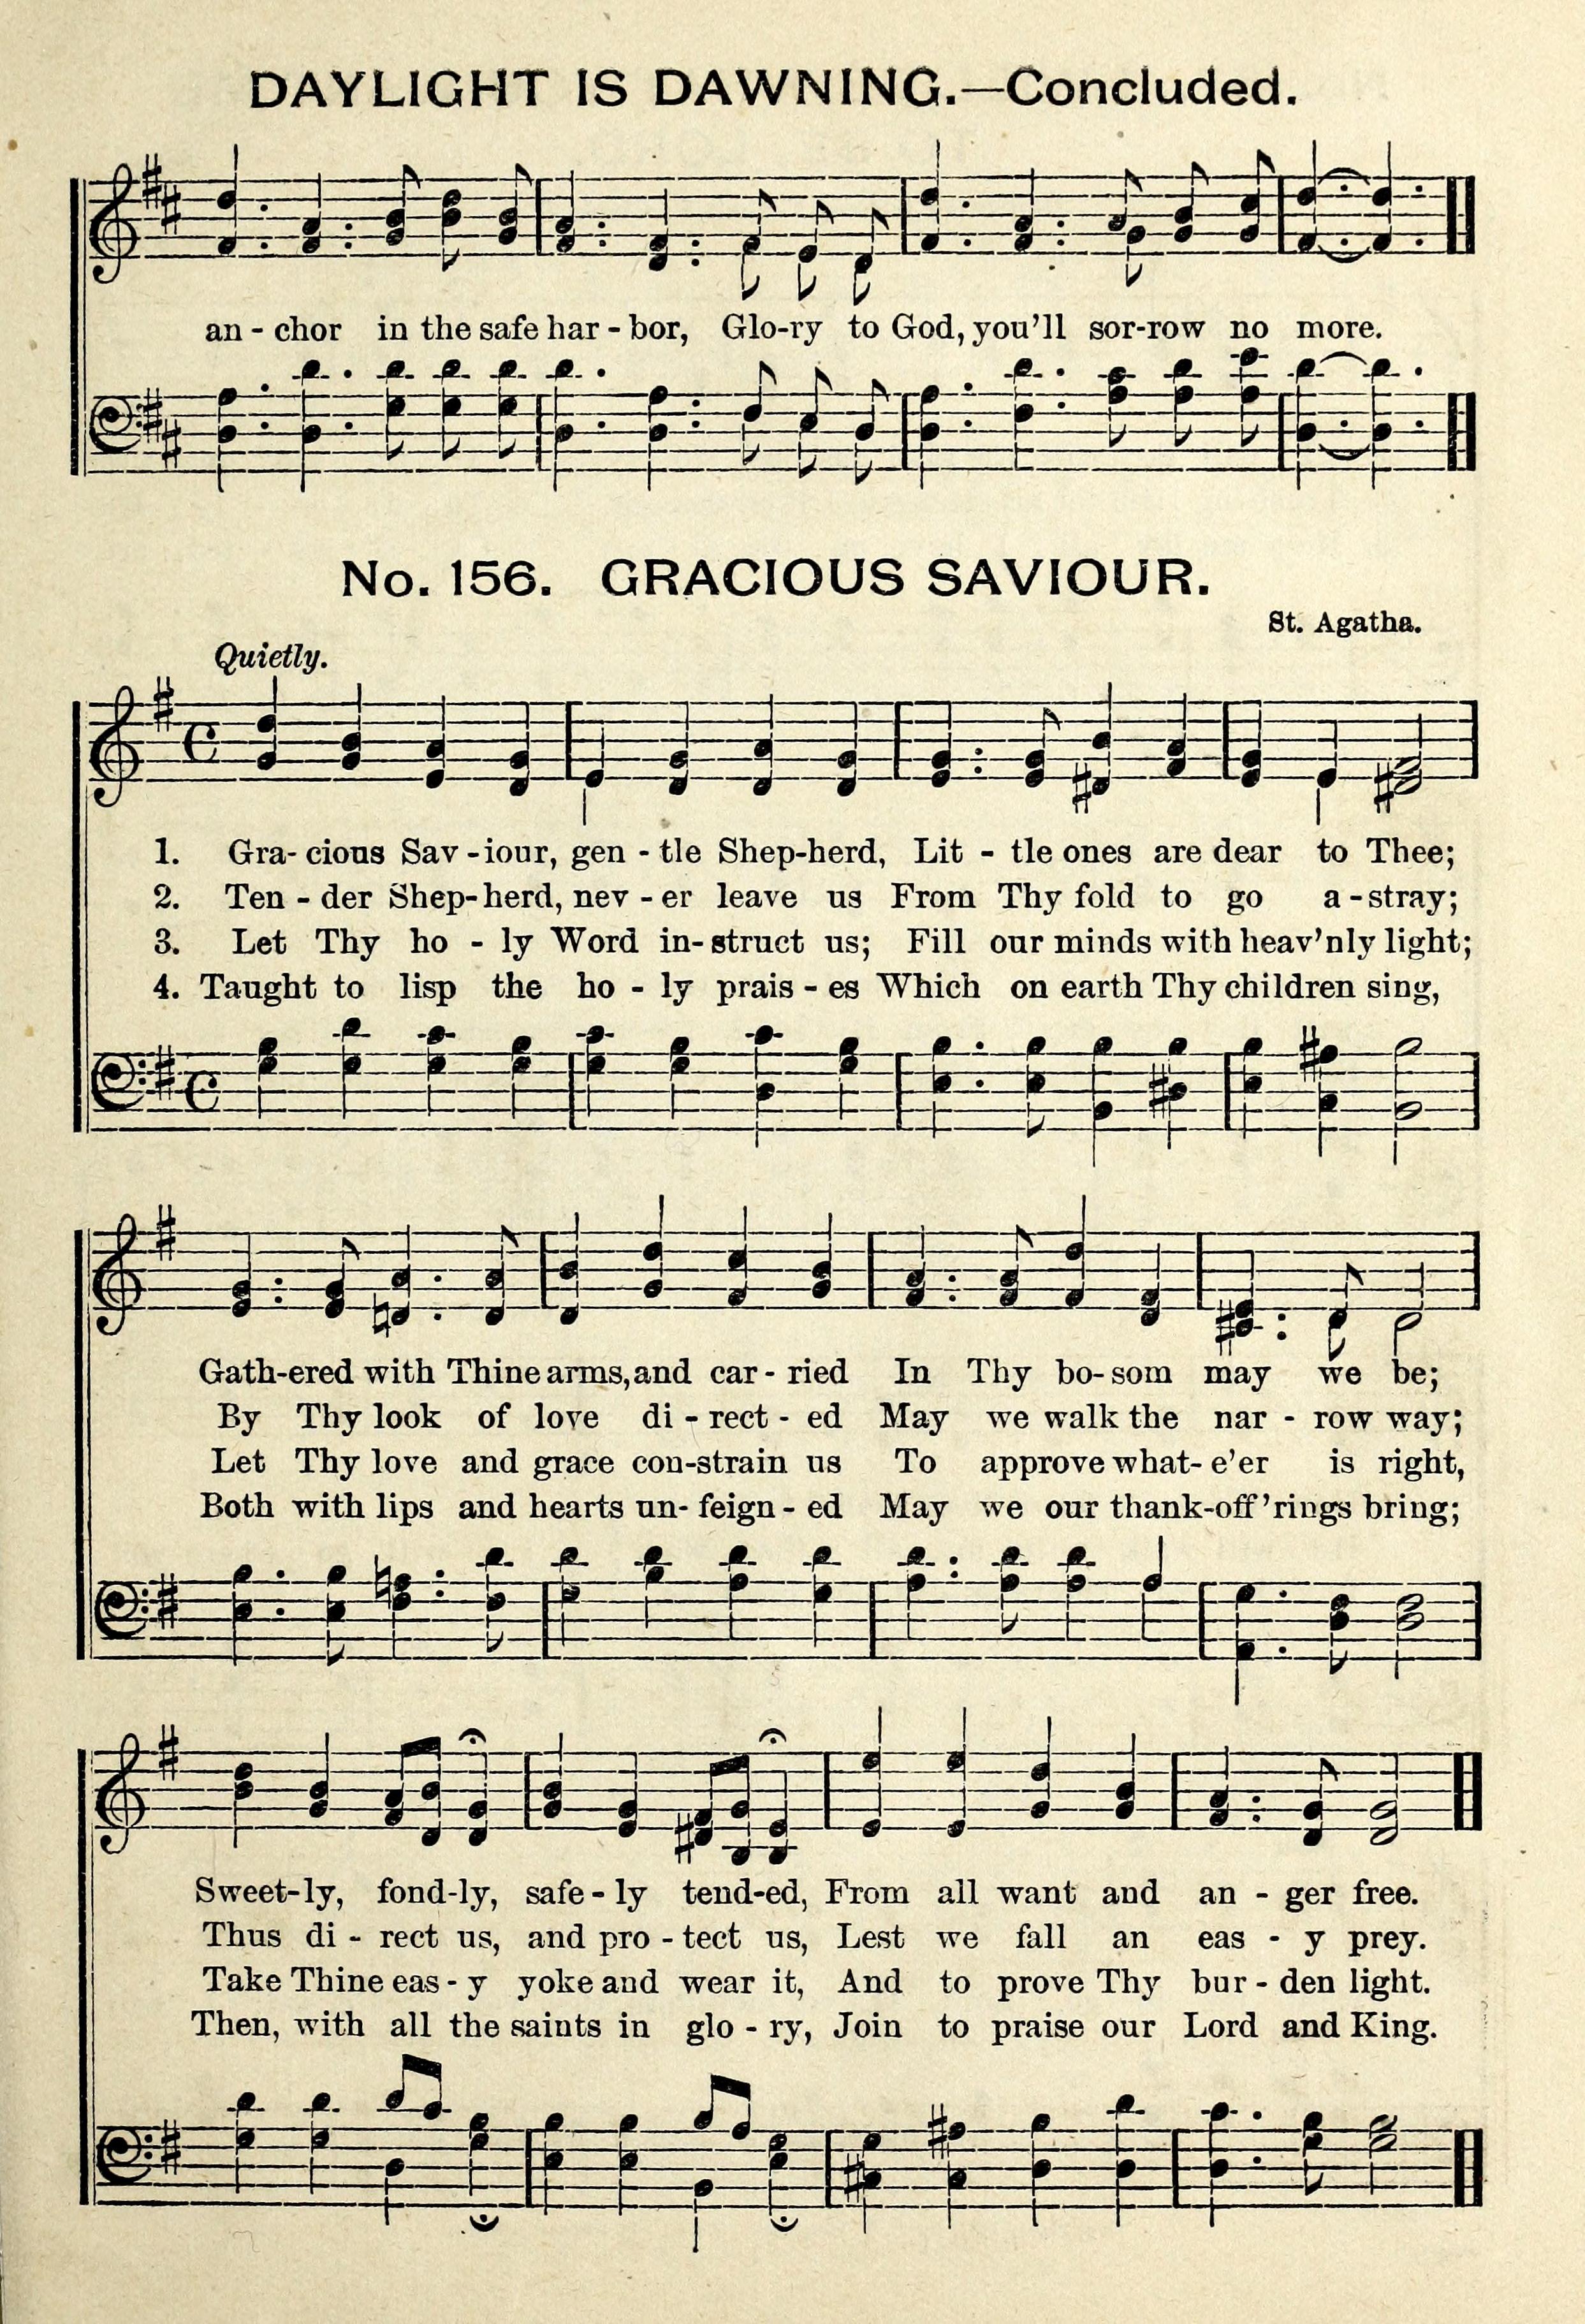 DAYLIGHT IS DAWNING.—Concluded.
an - chor in the safe har - bor, Glo-ry to God, you'll sor-row no more.
No. 156. GRACIOUS SAVIOUR.
St. Agatha.
Quietly.
1. Gra- cious Sav - iour, gen - tle Shep-herd, Lit - tle ones are dear to Thee;
2. Ten - der Shep-herd, nev - er leave us From Thy fold to go a - stray;
3. Let Thy ho - ly Word in- struct us; Fill our minds with heav'nly light;
4. Taught to lisp the ho - ly prais - es Which on earth Thy children sing,
Gath-ered with Thine arms, and car - ried In Thy bo- som may we be;
By Thy look of love di - rect - ed May we walk the nar - row way;
Let Thy love and grace con-strain us To approve what- e'er is right,
Both with lips and hearts un- feign - ed May we our thank-off'rings bring;
Sweet-ly, fond-ly, safe - ly tend-ed, From all want and an - ger free.
Thus di - rect us, and pro - tect us, Lest we fall an eas - y prey.
Take Thine eas - y yoke and wear it, And to prove Thy bur - den light.
Then, with all the saints in glo - ry, Join to praise our Lord and King.